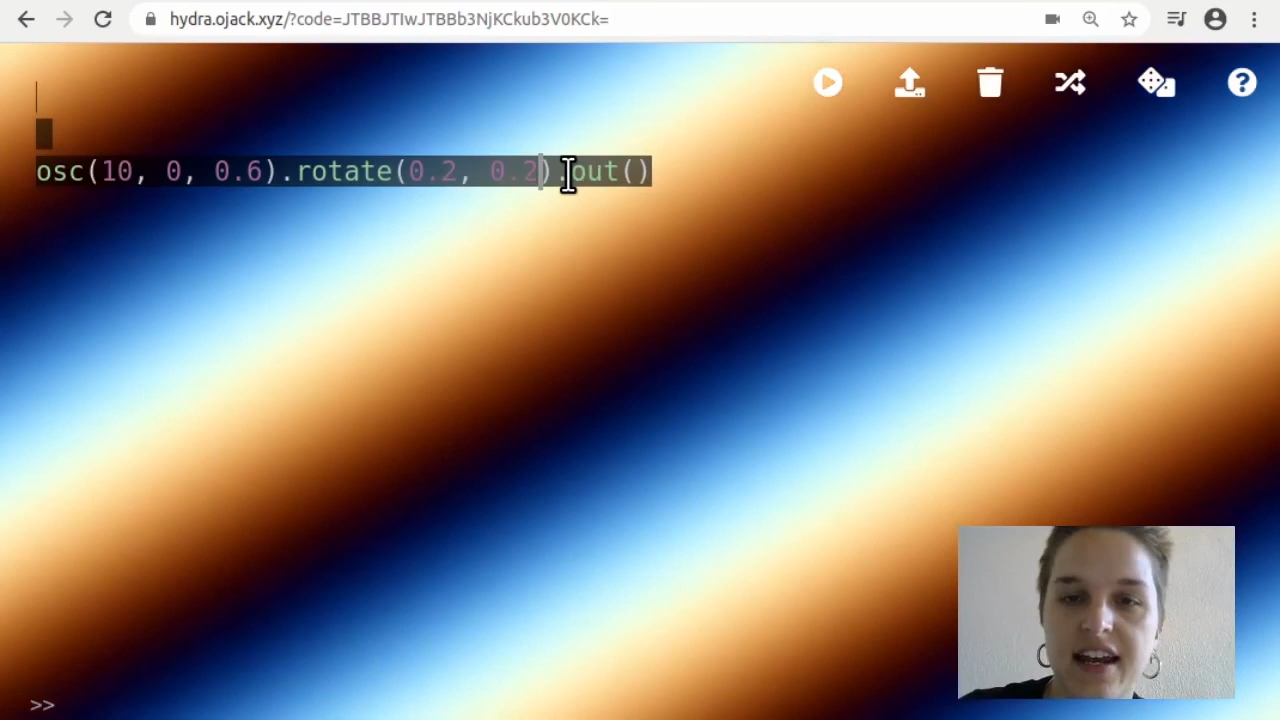 hydra.ojack.xyz/?code=JTBBJTIwJTBBb3NjKCkub3V0KCk=
osc(10, 0, 0.6).rotate(0.2, 0.2).out()
>>